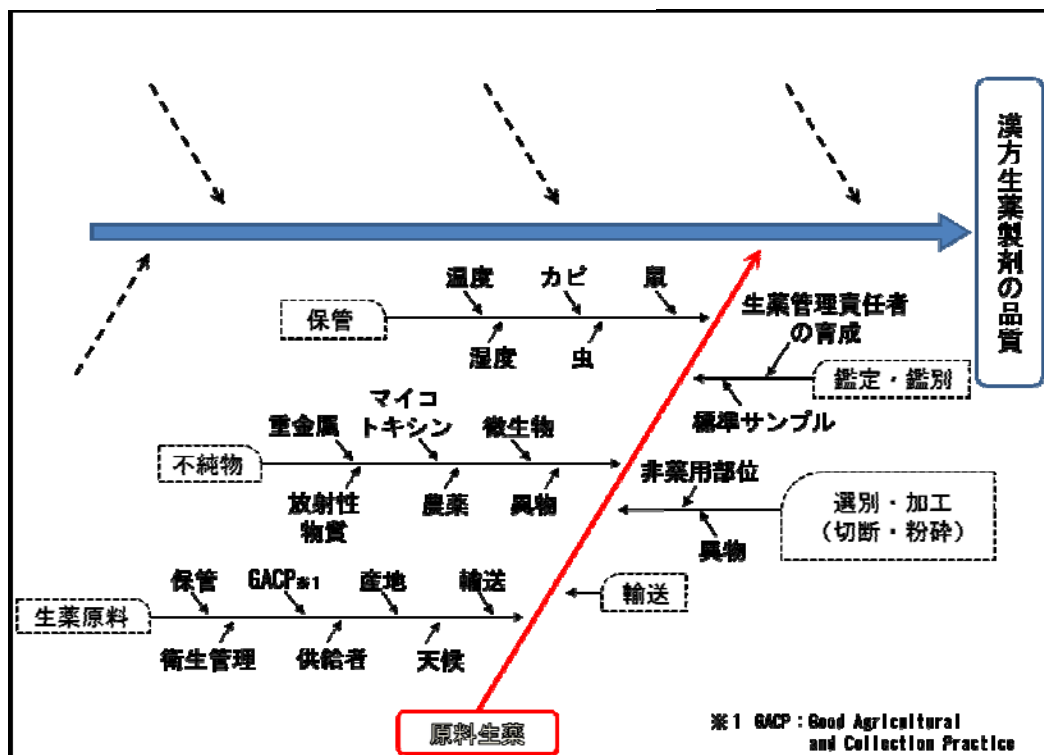 漢方生薬製剤の品質
温度
カビ
鼠
保管
湿度
虫
生薬管理責任者
の育成
鑑定・鑑別
標準サンプル
マイコ
トキシン
重金属
微生物
不純物
放射性
物質
農薬
異物
非薬用部位
選別・加工
(切断・粉砕)
異物
輸送
保管
GACP※1
産地
輸送
生薬原料
衛生管理
供給者
天候
原料生薬
※1 GACP:Good Agricultural
and Collection Practice